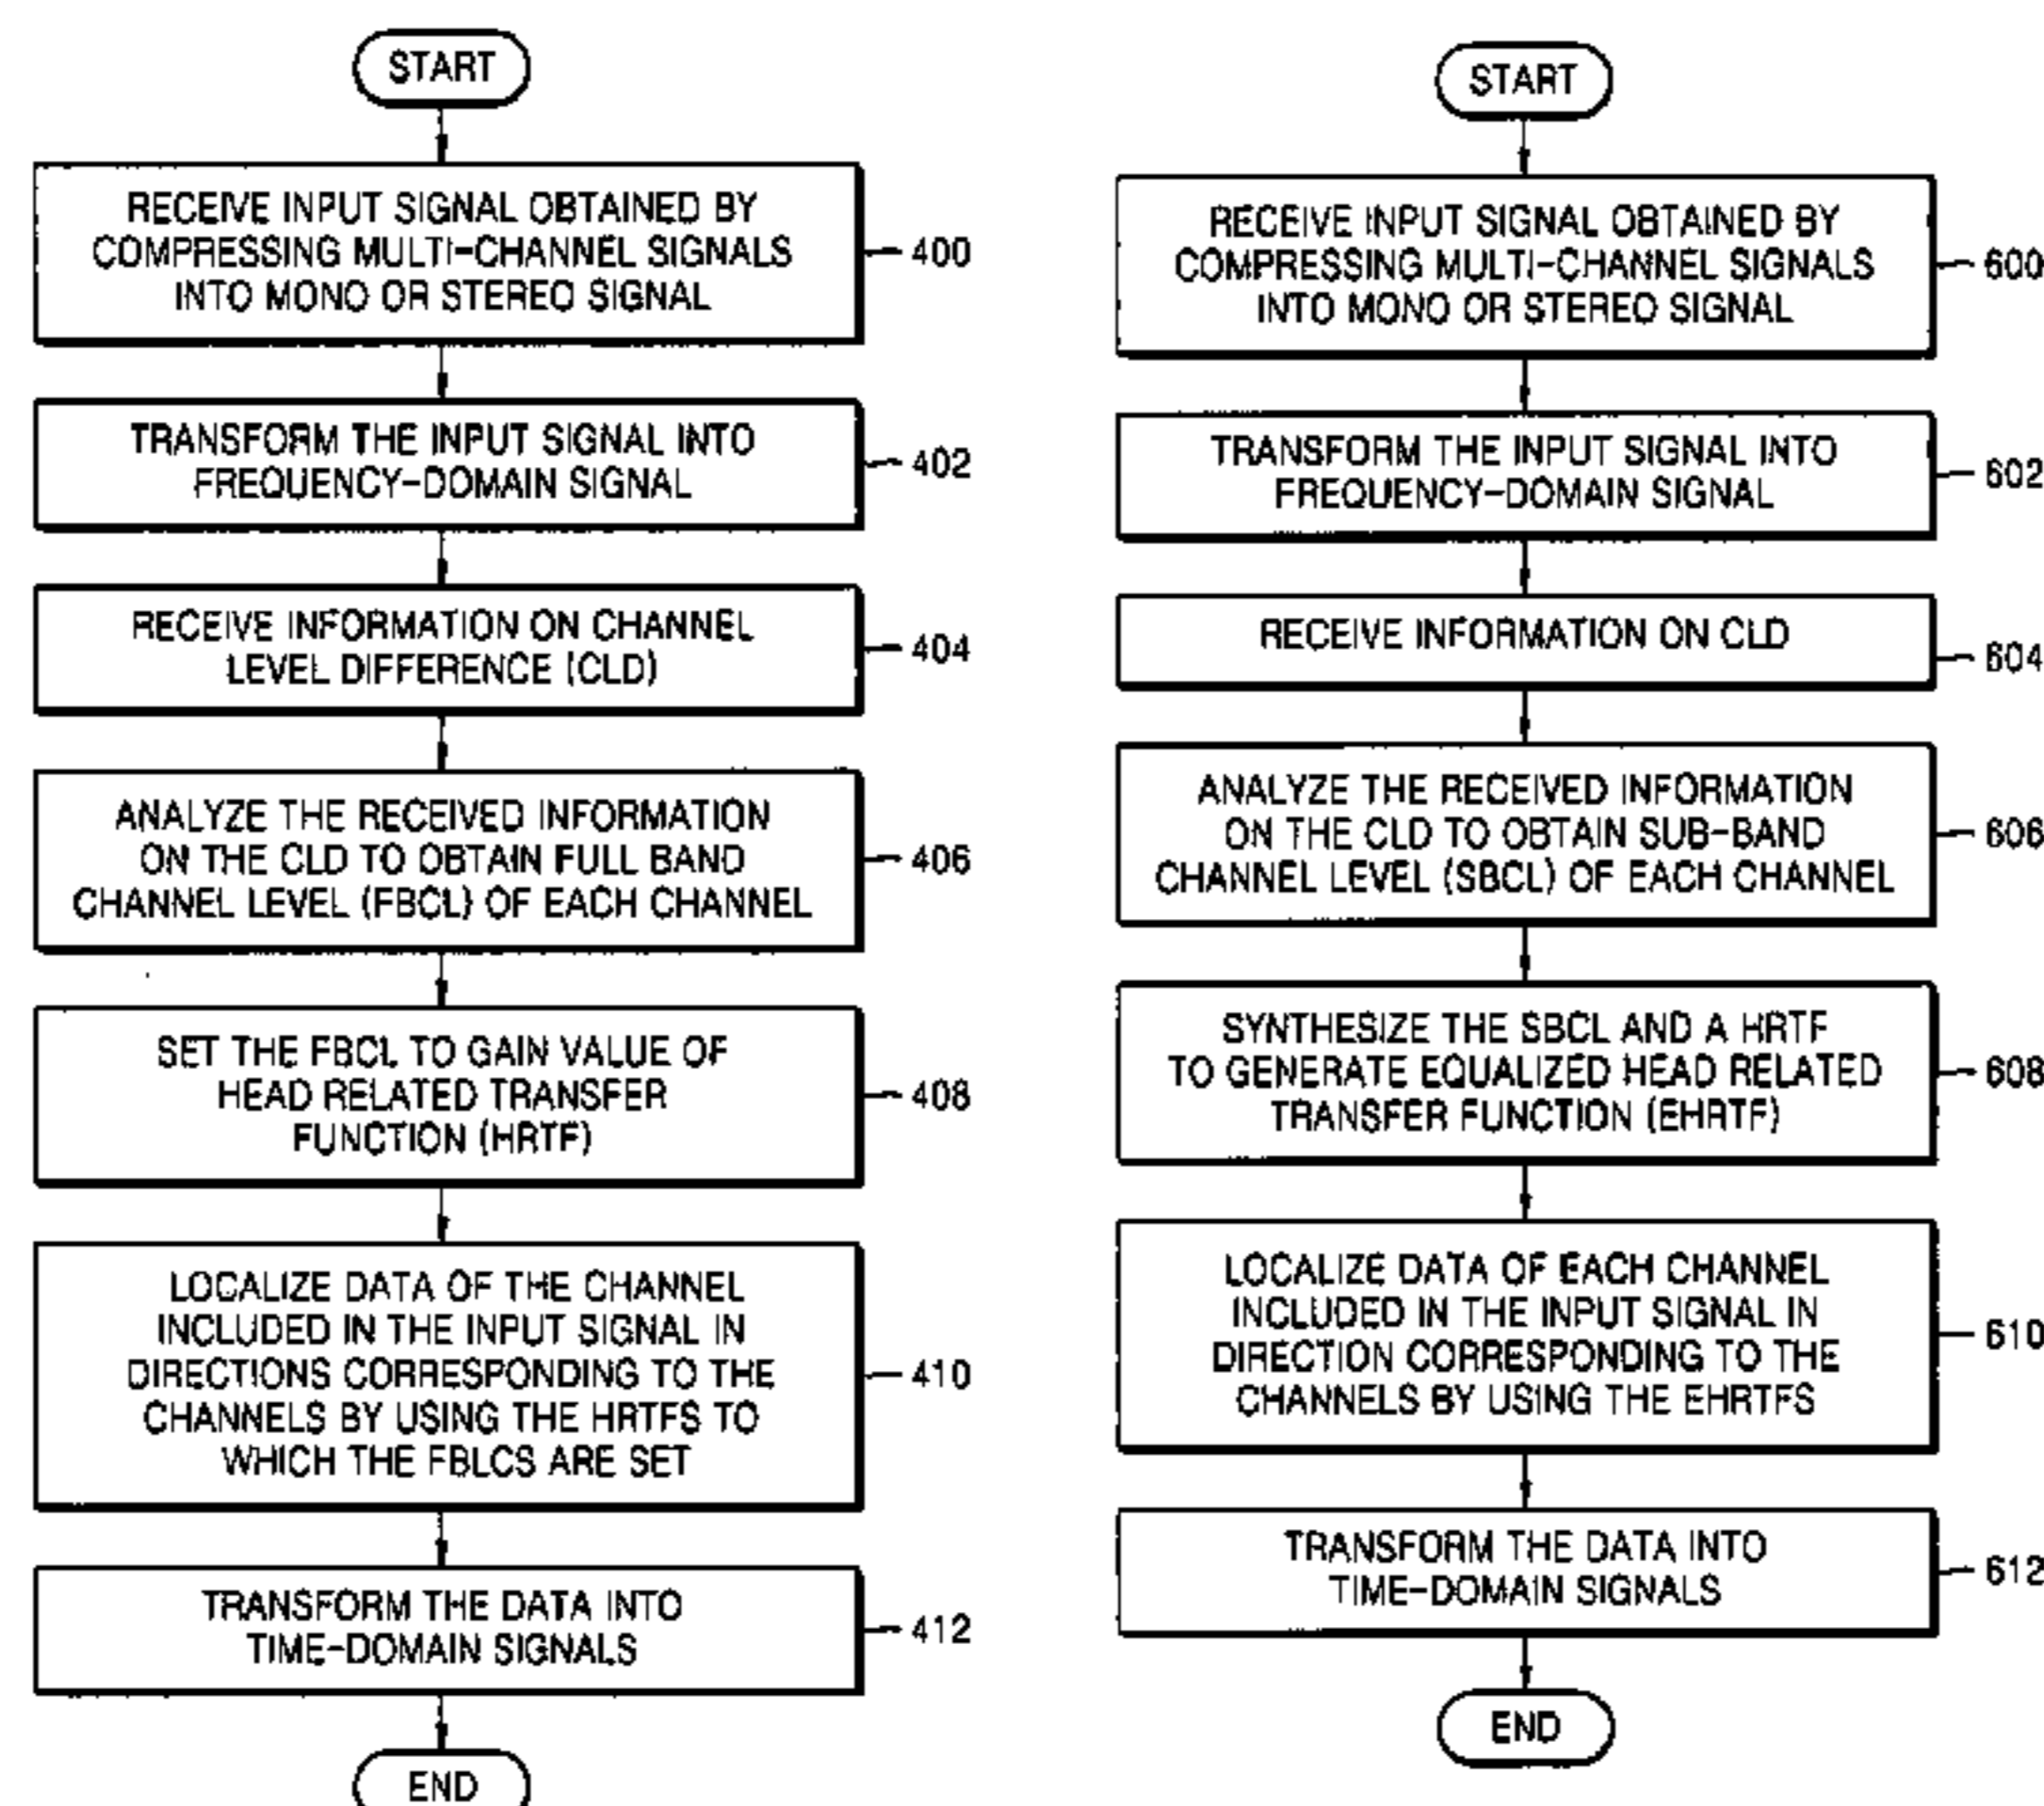 START
RECEIVE INPUT SIGNAL OBTAINED BY
COMPRESSING MULTI-CHANNEL SIGNALS
INTO MONO OR STEREO SIGNAL
400
TRANSFORM THE INPUT SIGNAL INTO
FREQUENCY-DOMAIN SIGNAL
402
RECEIVE INFORMATION ON CHANNEL
LEVEL DIFFERENCE (CLD)
404
ANALYZE THE RECEIVED INFORMATION
ON THE CLD TO OBTAIN FULL BAND
CHANNEL LEVEL (FBCL) OF EACH CHANNEL
406
SET THE FBCL TO GAIN VALUE OF
HEAD RELATED TRANSFER
FUNCTION (HRTF)
408
LOCALIZE DATA OF THE CHANNEL
INCLUDED IN THE INPUT SIGNAL IN
DIRECTIONS CORRESPONDING TO THE
CHANNELS BY USING THE HRTFS TO
WHICH THE FBLCS ARE SET
410
TRANSFORM THE DATA INTO
TIME-DOMAIN SIGNALS
412
END
START
RECEIVE INPUT SIGNAL OBTAINED BY
COMPRESSING MULTI-CHANNEL SIGNALS
INTO MONO OR STEREO SIGNAL
600
TRANSFORM THE INPUT SIGNAL INTO
FREQUENCY-DOMAIN SIGNAL
602
RECEIVE INFORMATION ON CLD
604
ANALYZE THE RECEIVED INFORMATION
ON THE CLD TO OBTAIN SUB-BAND
CHANNEL LEVEL (SBCL) OF EACH CHANNEL
606
SYNTHESIZE THE SBCL AND A HRTF
TO GENERATE EQUALIZED HEAD RELATED
TRANSFER FUNCTION (EHRTF)
608
LOCALIZE DATA OF EACH CHANNEL
INCLUDED IN THE INPUT SIGNAL IN
DIRECTION CORRESPONDING TO THE
CHANNELS BY USING THE EHRTFS
610
TRANSFORM THE DATA INTO
TIME-DOMAIN SIGNALS
612
END